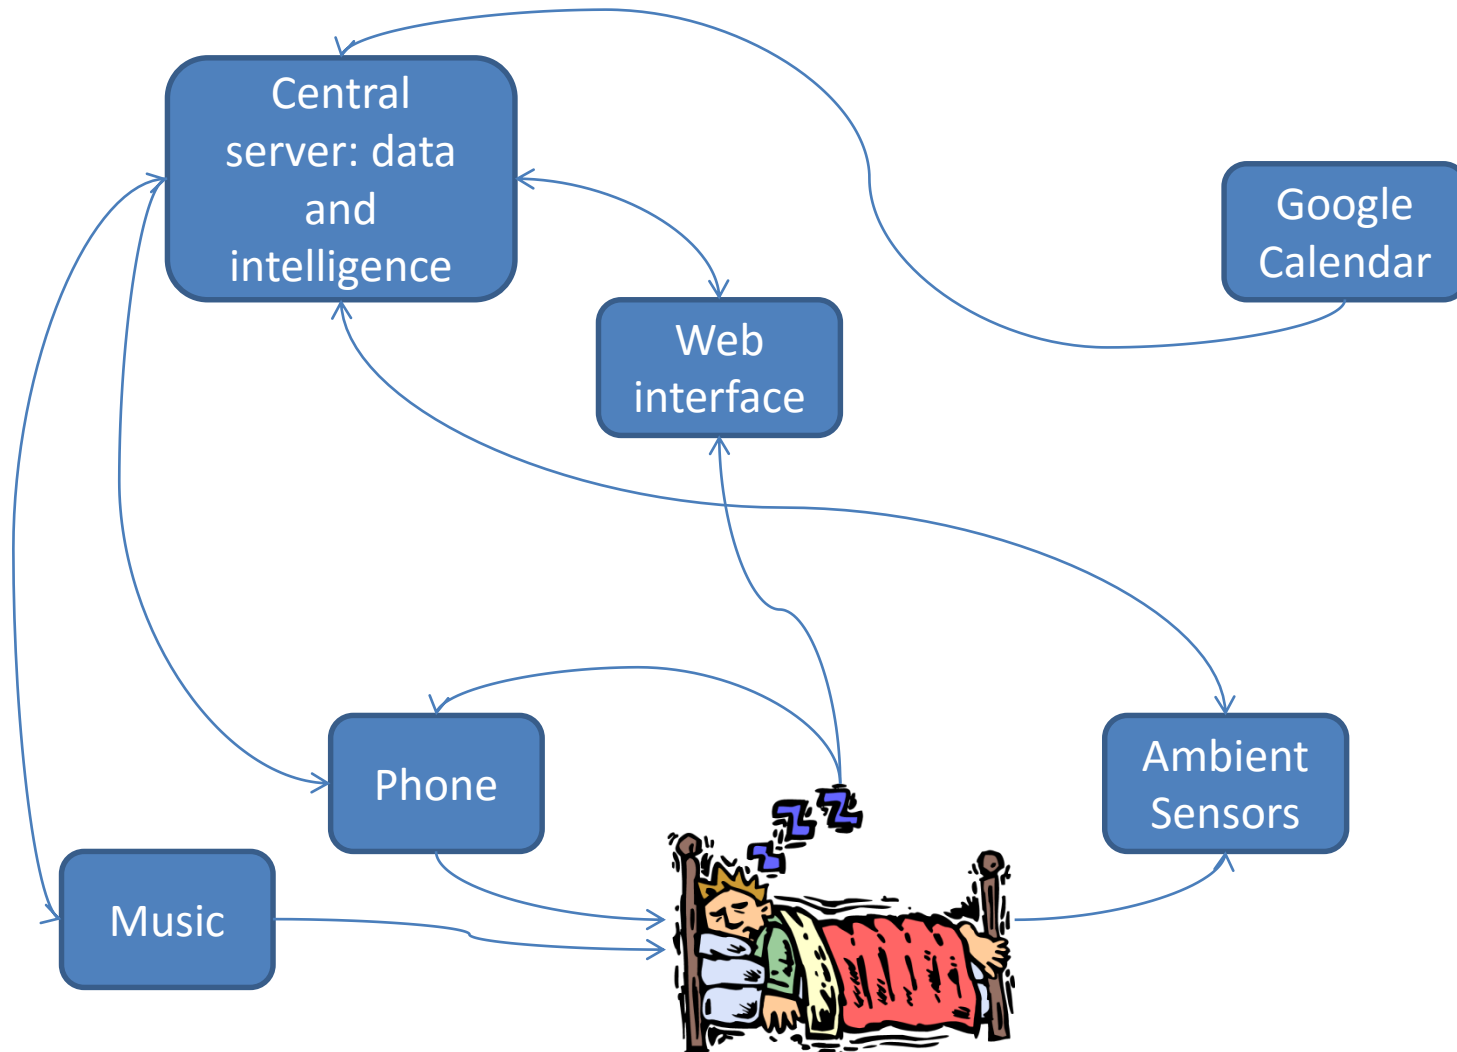 Central
server: data
and
intelligence
Google
Calendar
Web
interface
Phone
Ambient
Sensors
Music